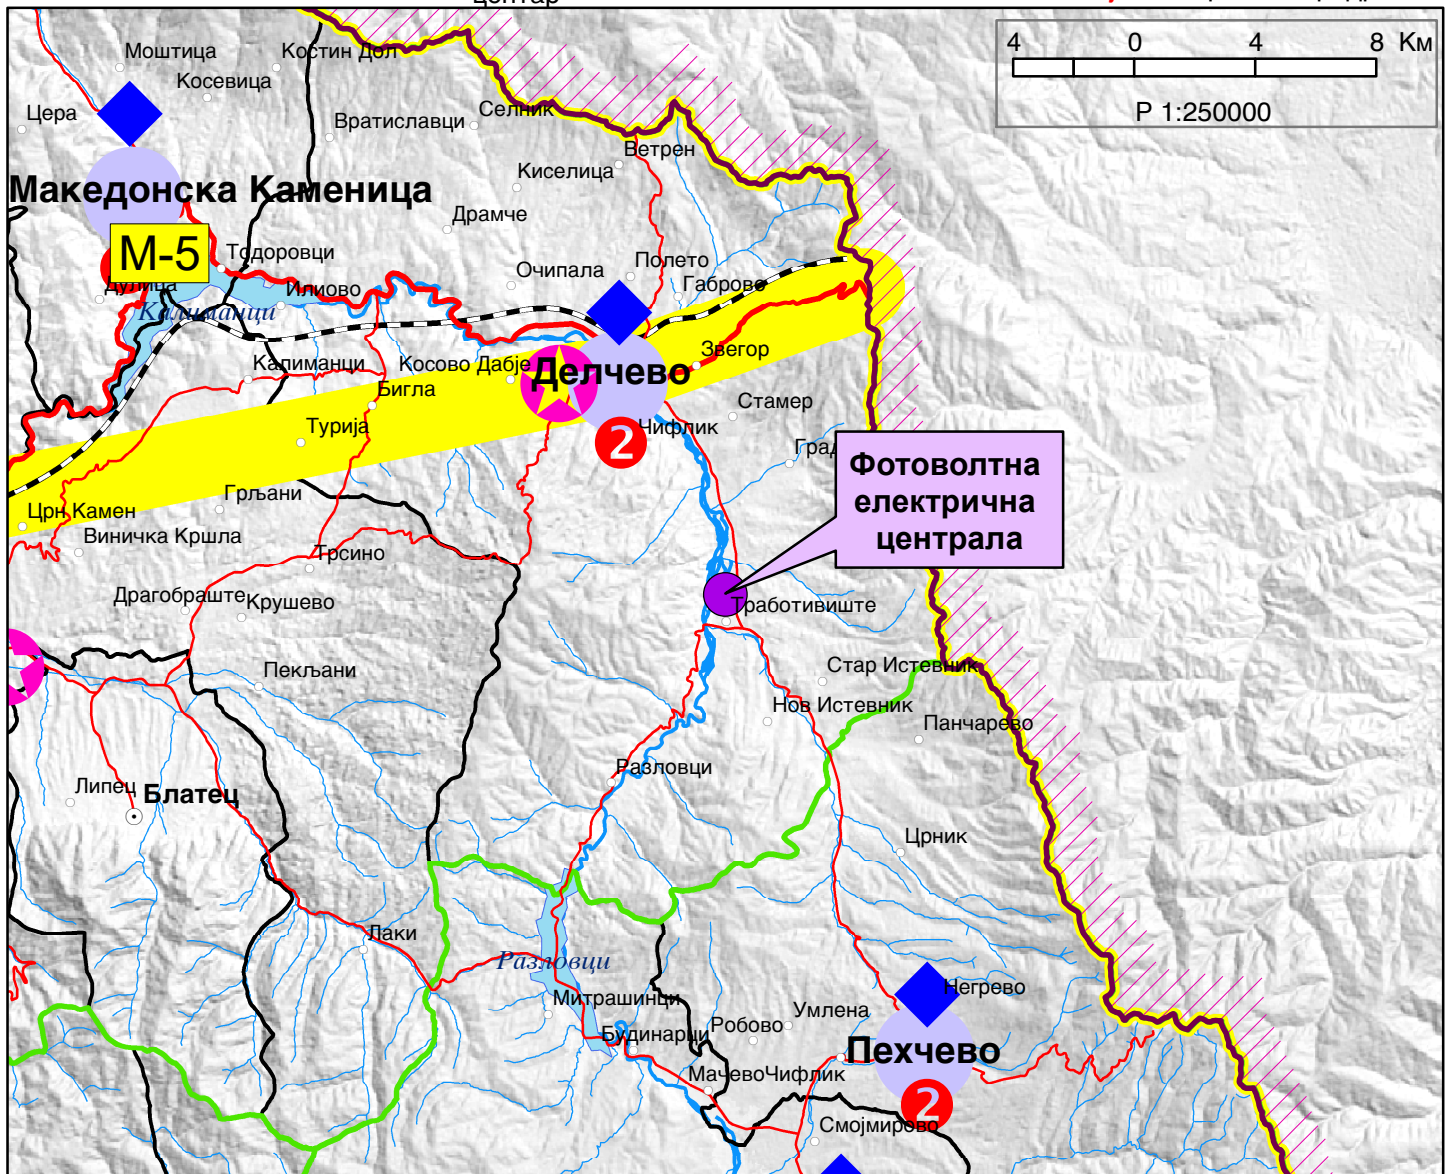 центар
4 0 4 8 Км
Р 1:250000
Моштица
Костин Дол
Косевица
Цера
Вратиславци
Селник
Ветрен
Киселица
Македонска Каменица
Драмче
М-5
Тодоровци
Очипала
Полето
Габрово
Дулица
Илиово
Калиманци
Звегор
Калиманци
Косово Дабје
Делчево
Бигла
Стамер
Турија
2
Чифлик
Град
Фотоволтна
електрична
централа
Грљани
Црн Камен
Виничка Кршла
Трсино
Драгобраште
Крушево
Тработивиште
Пекљани
Стар Истевник
Нов Истевник
Панчарево
Разловци
Липец
Блатец
Црник
Лаки
Разловци
Негрево
Митрашинци
Умлена
Робово
Будинарци
Пехчево
Мачево
Чифлик
2
Смојмирово